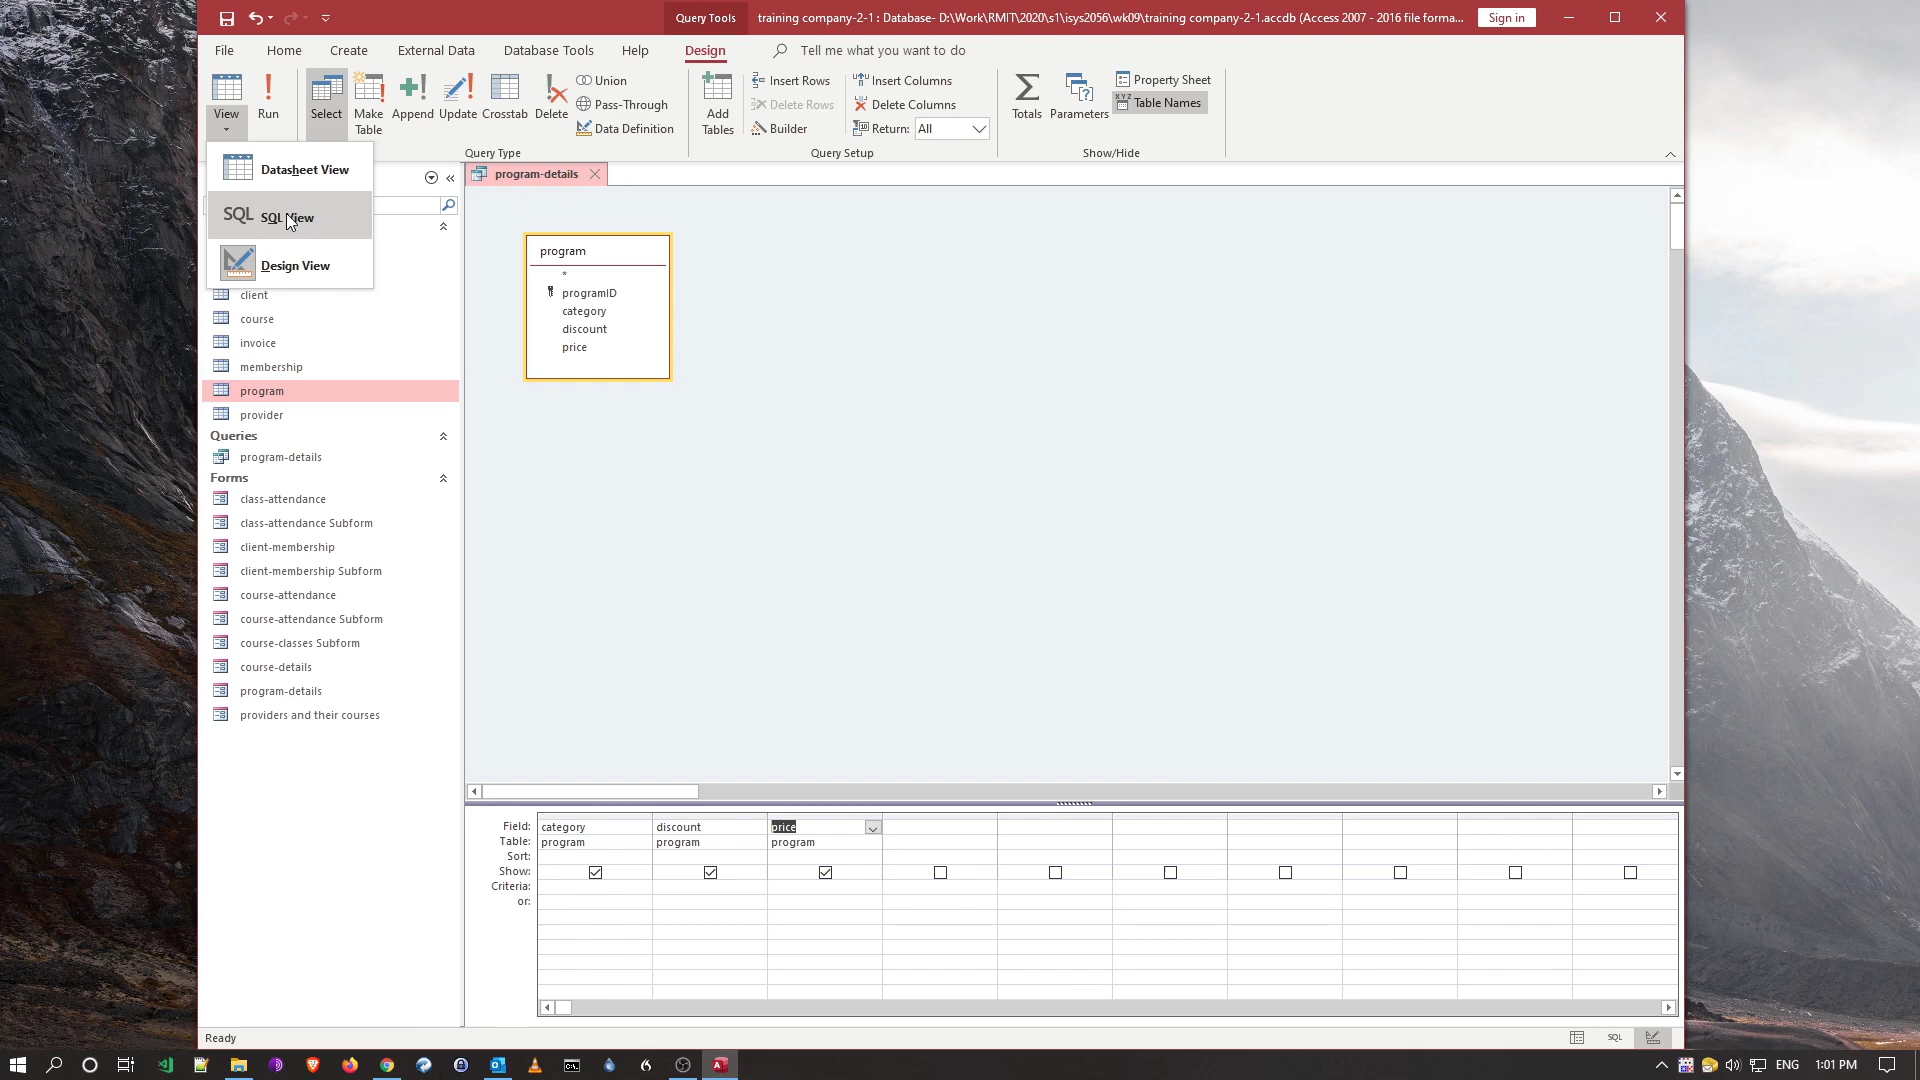 Query Tools
training company-2-1 : Database- D:\Work\RMIT\2020\s1\isys2056\wk09\training company-2-1.accdb (Access 2007 - 2016 file forma...
Sign in
File Home Create External Data Database Tools Help Design Tell me what you want to do
View
Run
Select
Make Table
Append
Update
Crosstab
Delete
Union
Pass-Through
Data Definition
Query Type
Add Tables
Insert Rows
Delete Rows
Builder
Insert Columns
Delete Columns
Return: All
Query Setup
Totals
Parameters
Property Sheet
XYZ Table Names
Show/Hide
Datasheet View
SQL SQL View
Design View
client
course
invoice
membership
program
provider
Queries
program-details
Forms
class-attendance
class-attendance Subform
client-membership
client-membership Subform
course-attendance
course-attendance Subform
course-classes Subform
course-details
program-details
providers and their courses
program-details
program
*
programID
category
discount
price
Field: category discount price
Table: program program program
Sort:
Show:
Criteria:
or:
Ready
SQL
ENG 1:01 PM